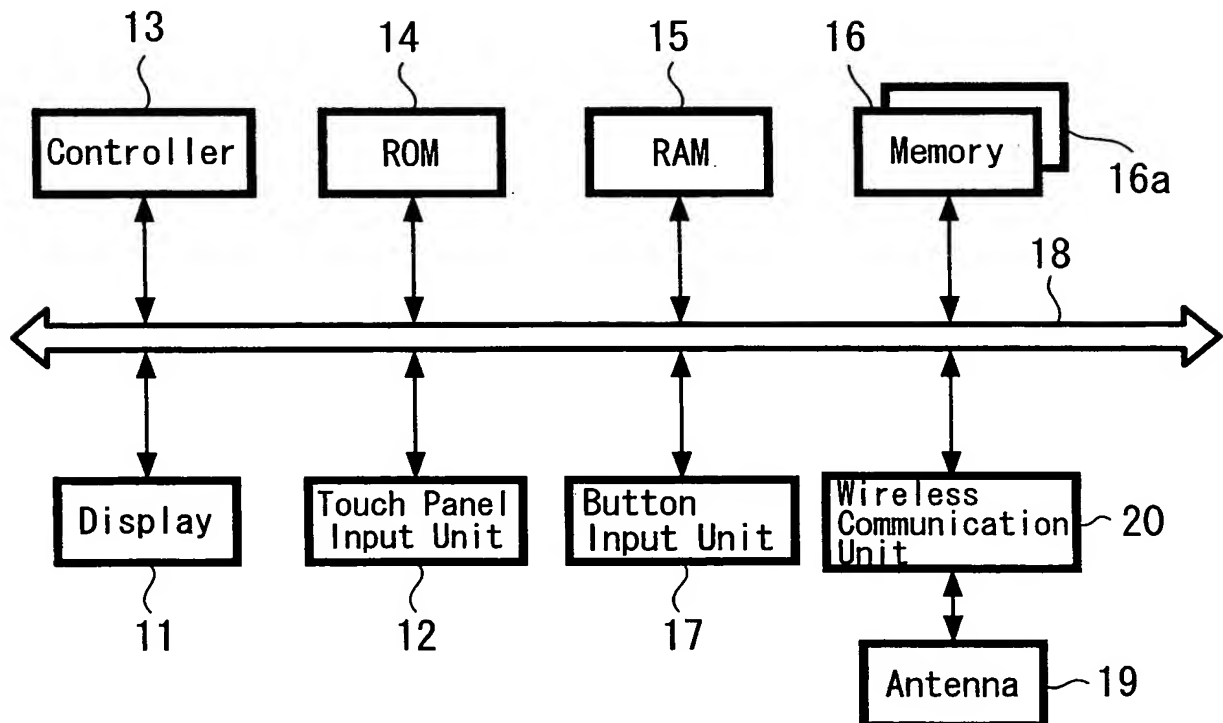 13
14
15
16
Controller
ROM
RAM
Memory
16a
18
Display
Touch Panel
Input Unit
Button
Input Unit
Wireless
Communication
Unit
20
11
12
17
Antenna
19